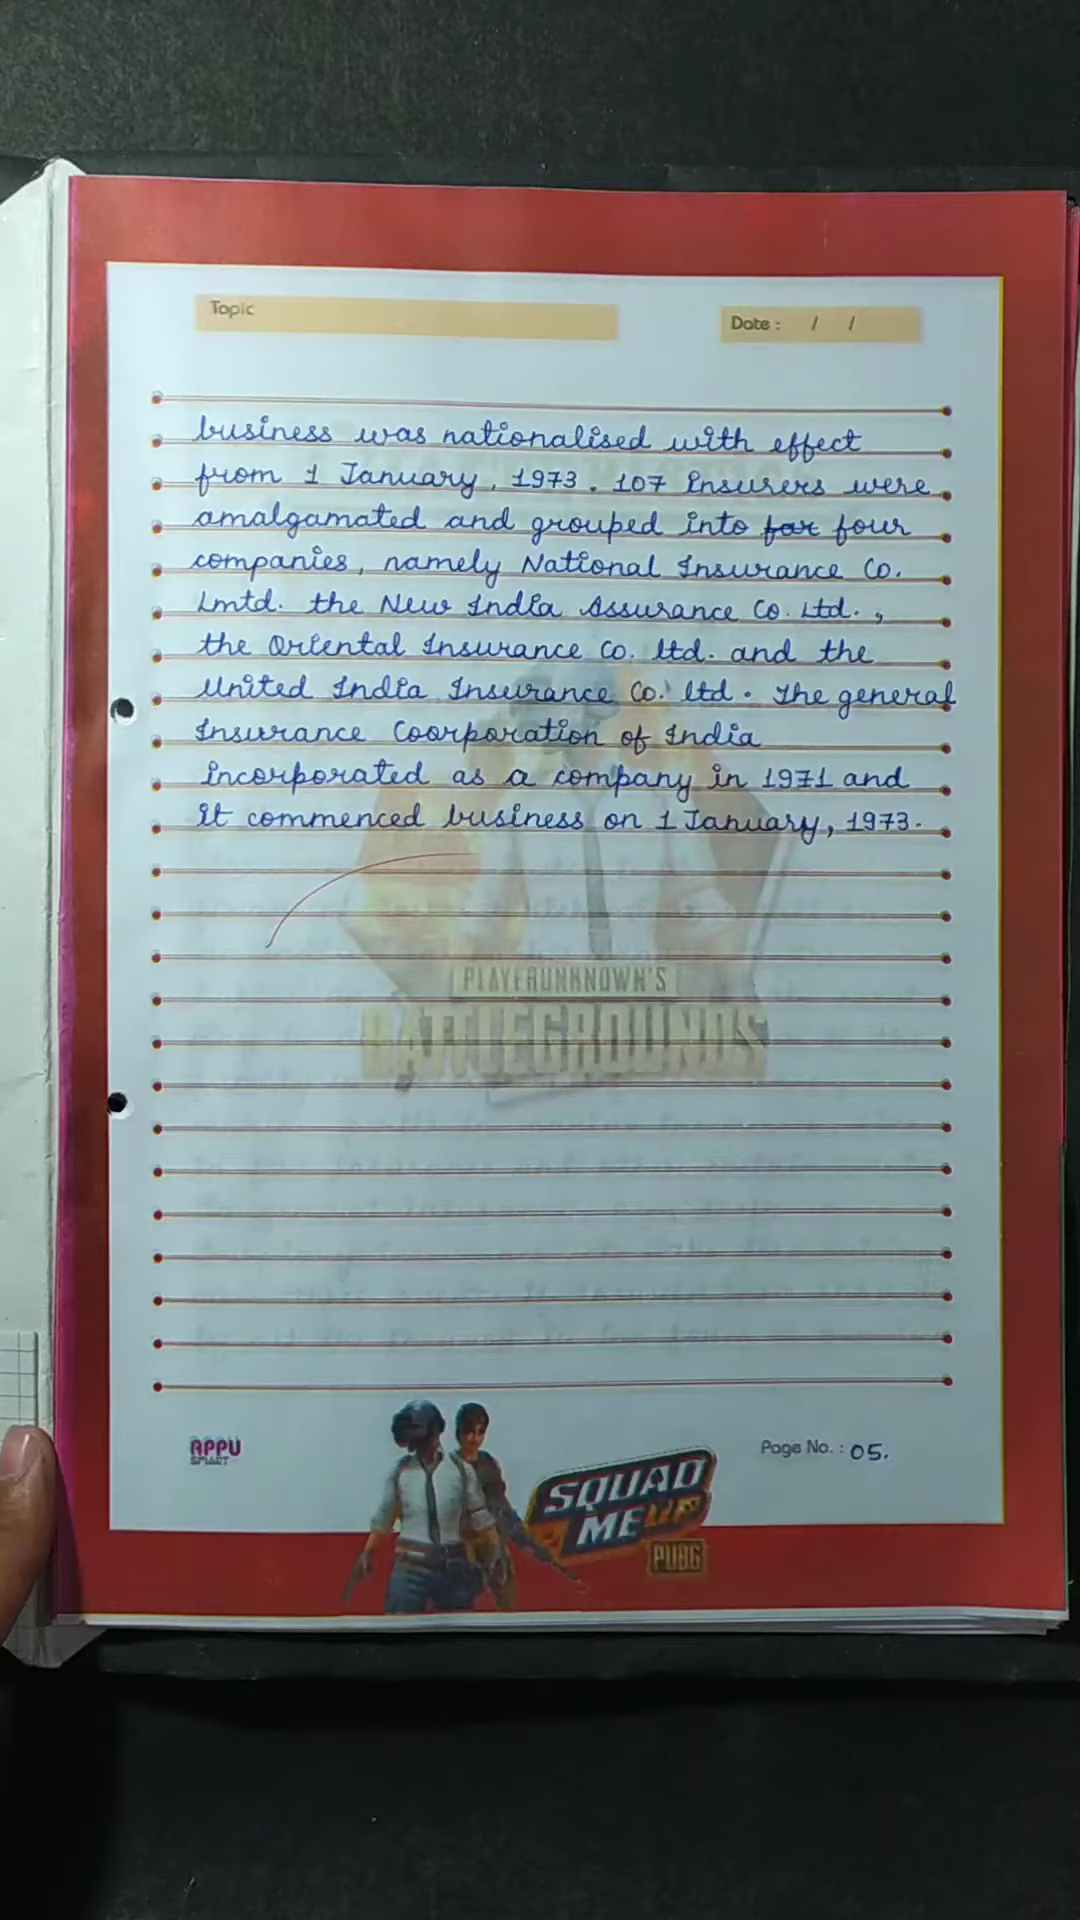 Topic
Date : / /
business was nationalised with effect
from 1 January, 1973. 107 Insurers were
amalgamated and grouped into for four
companies, namely National Insurance Co.
Lmtd. the New India Assurance Co. Ltd.,
the Oriental Insurance Co. ltd. and the
United India Insurance Co. ltd. The general
Insurance Coorporation of India
incorporated as a company in 1971 and
it commenced business on 1 January, 1973.
PLAYERUNKNOWN'S
BATTLEGROUNDS
APPU
Page No. : 05.
SQUAD
ME UP
PUBG